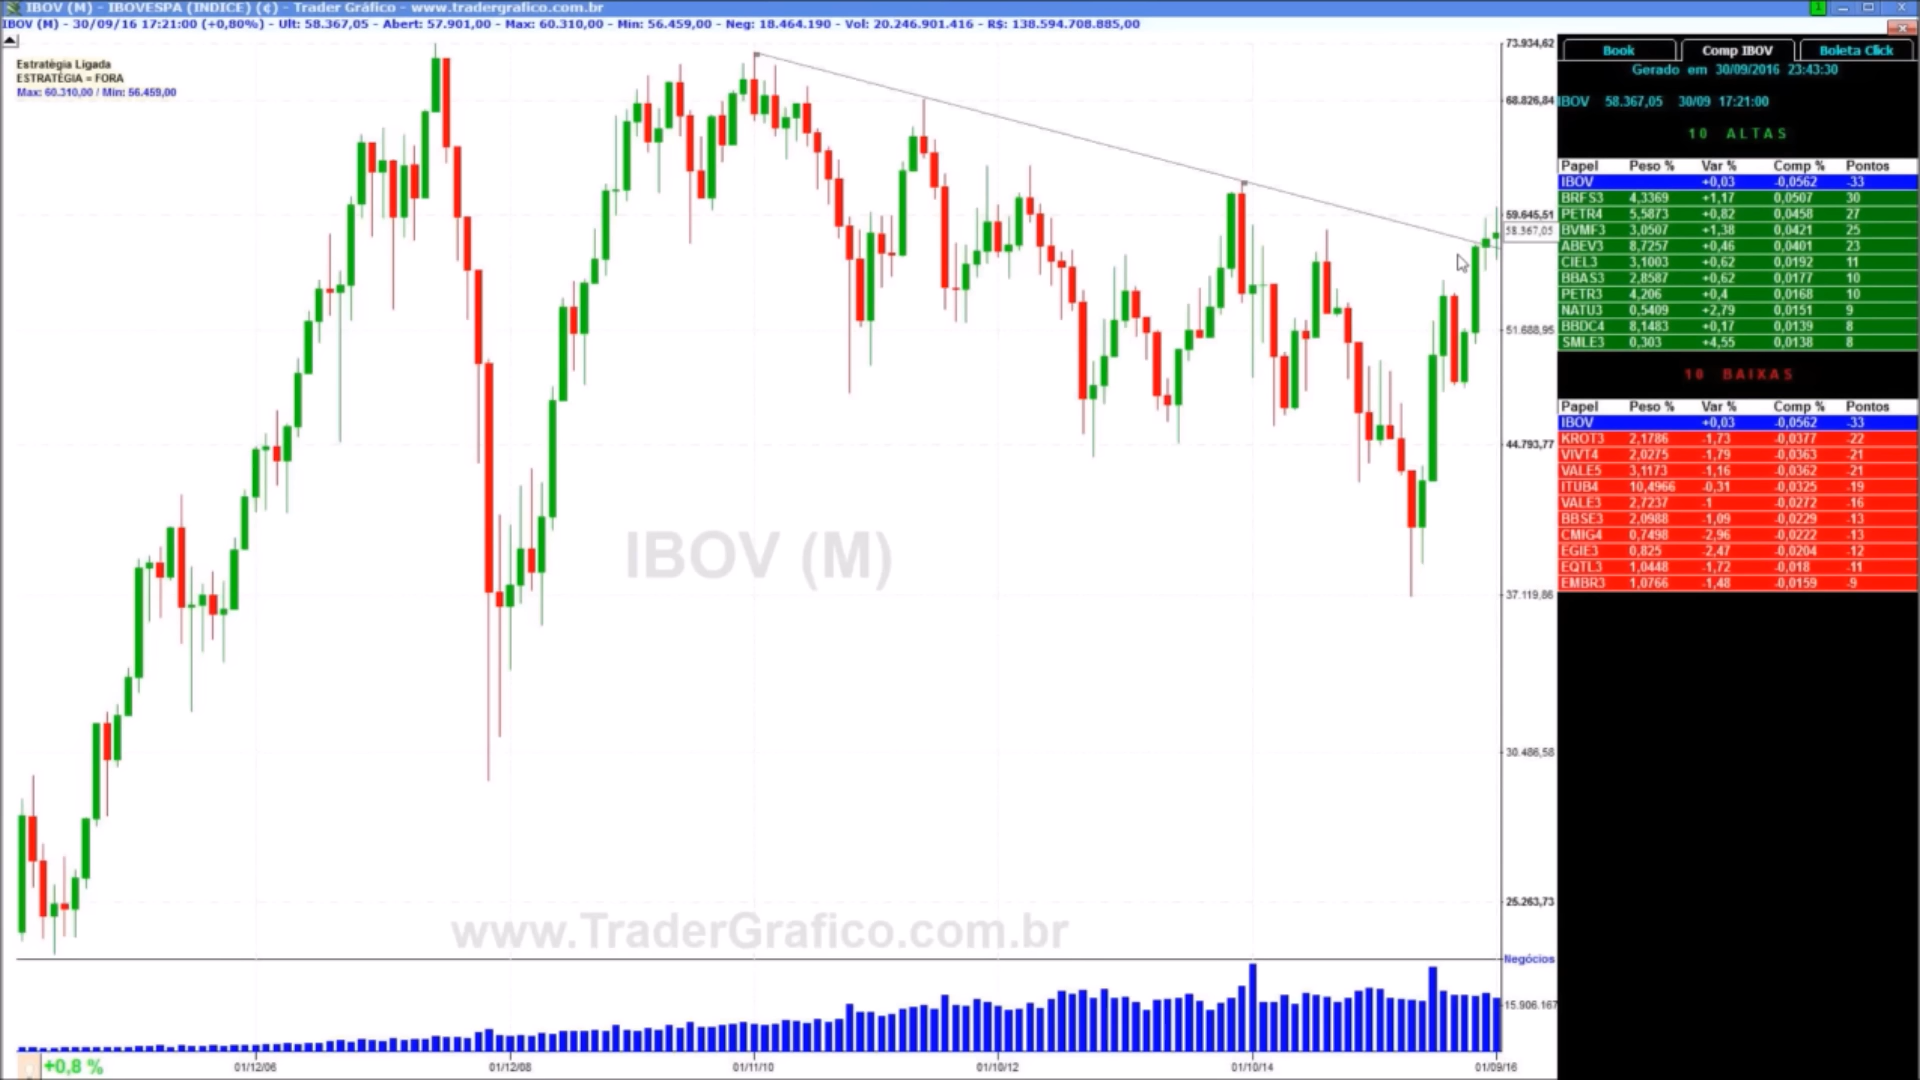 IBOV (M) - IBOVESPA (INDICE) (¢) - Trader Gráfico - www.tradergrafico.com.br
1
IBOV (M) - 30/09/16 17:21:00 (+0,80%) - Ult: 58.367,05 - Abert: 57.901,00 - Max: 60.310,00 - Min: 56.459,00 - Neg: 18.464.190 - Vol: 20.246.901.416 - R$: 138.594.708.885,00
Estratégia Ligada
ESTRATÉGIA = FORA
Max: 60.310,00 / Min: 56.459,00
73.934,62
68.826,84
59.645,51
58.367,05
51.688,95
44.793,77
37.119,86
30.486,58
25.263,73
Negócios
15.906.167
IBOV (M)
www.TraderGrafico.com.br
+0,8 %
01/12/06 01/12/08 01/11/10 01/10/12 01/10/14 01/09/16
Book Comp IBOV Boleta Click
Gerado em 30/09/2016 23:43:30
IBOV 58.367,05 30/09 17:21:00
10 ALTAS
Papel Peso % Var % Comp % Pontos
IBOV +0,03 -0,0562 -33
BRFS3 4,3369 +1,17 0,0507 30
PETR4 5,5873 +0,82 0,0458 27
BVMF3 3,0507 +1,38 0,0421 25
ABEV3 8,7257 +0,46 0,0401 23
CIEL3 3,1003 +0,62 0,0192 11
BBAS3 2,8587 +0,62 0,0177 10
PETR3 4,206 +0,4 0,0168 10
NATU3 0,5409 +2,79 0,0151 9
BBDC4 8,1483 +0,17 0,0139 8
SMLE3 0,303 +4,55 0,0138 8
10 BAIXAS
Papel Peso % Var % Comp % Pontos
IBOV +0,03 -0,0562 -33
KROT3 2,1786 -1,73 -0,0377 -22
VIVT4 2,0275 -1,79 -0,0363 -21
VALE5 3,1173 -1,16 -0,0362 -21
ITUB4 10,4966 -0,31 -0,0325 -19
VALE3 2,7237 -1 -0,0272 -16
BBSE3 2,0988 -1,09 -0,0229 -13
CMIG4 0,7498 -2,96 -0,0222 -13
EGIE3 0,825 -2,47 -0,0204 -12
EQTL3 1,0448 -1,72 -0,018 -11
EMBR3 1,0766 -1,48 -0,0159 -9